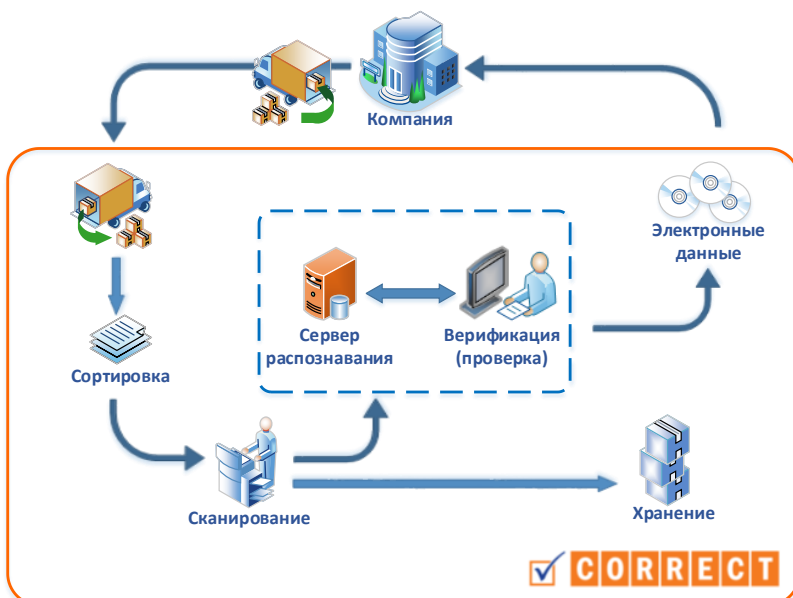 Компания
Электронные
данные
Сервер
распознавания
Верификация
(проверка)
Сортировка
Сканирование
Хранение
CORRECT